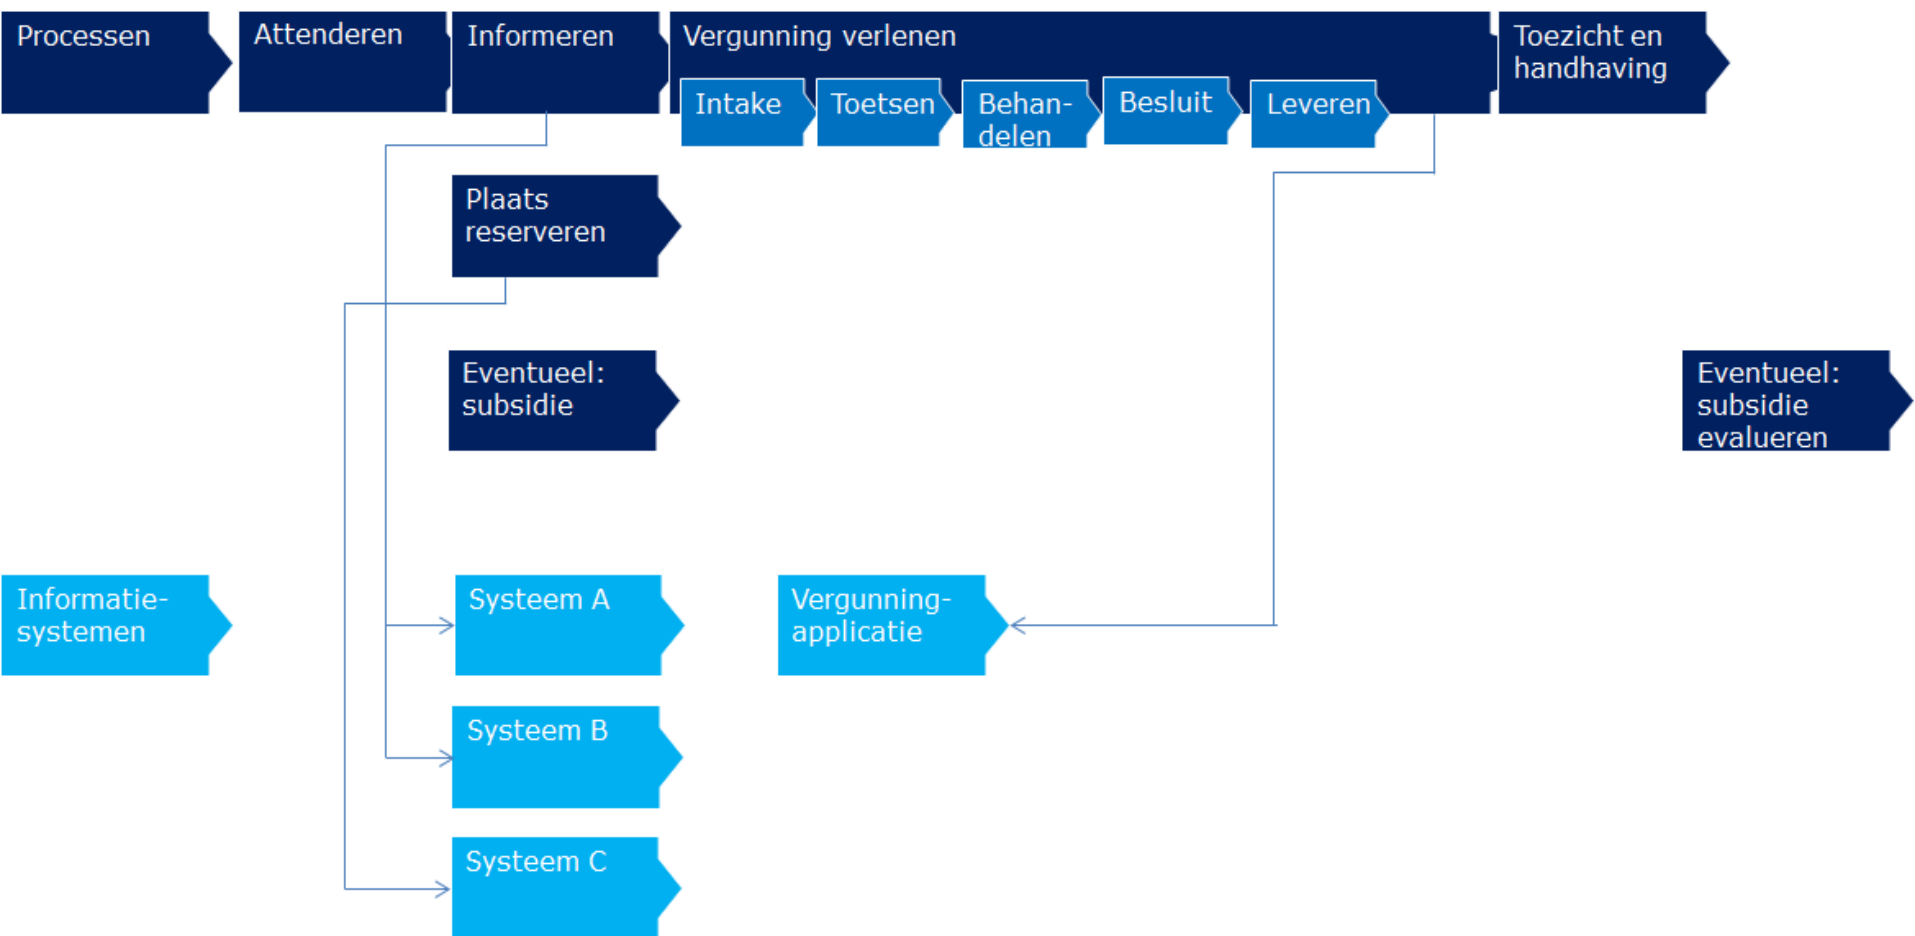 Processen
Attenderen
Informeren
Vergunning verlenen
Toezicht en
handhaving
Intake
Toetsen
Behan-
delen
Besluit
Leveren
Plaats
reserveren
Eventueel:
subsidie
Eventueel:
subsidie
evalueren
Informatie-
systemen
Systeem A
Vergunning-
applicatie
Systeem B
Systeem C